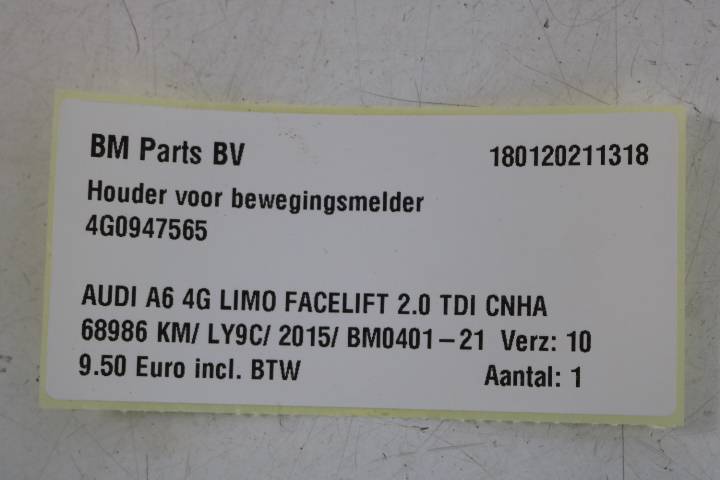 BM Parts BV 180120211318
Houder voor bewegingsmelder
4G0947565
AUDI A6 4G LIMO FACELIFT 2.0 TDI CNHA
68986 KM/ LY9C/ 2015/ BM0401-21 Verz: 10
9.50 Euro incl. BTW Aantal: 1